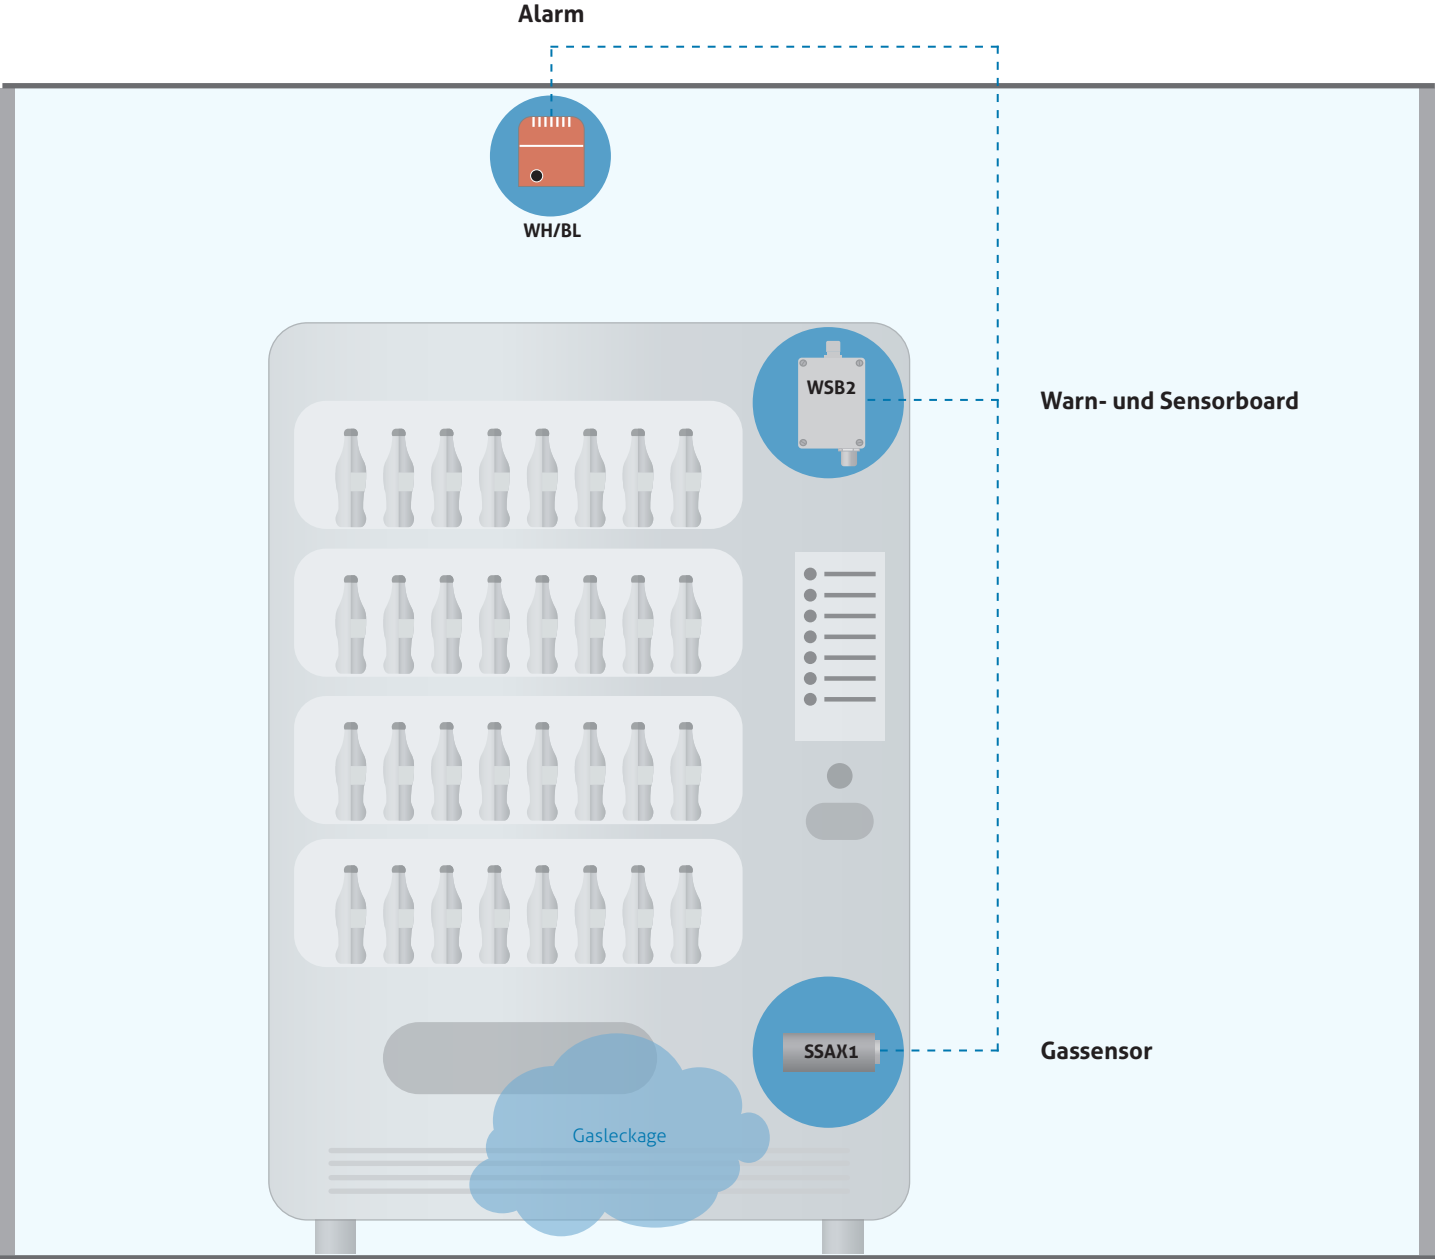 Alarm
WH/BL
WSB2
Warn- und Sensorboard
SSAX1
Gassensor
Gasleckage